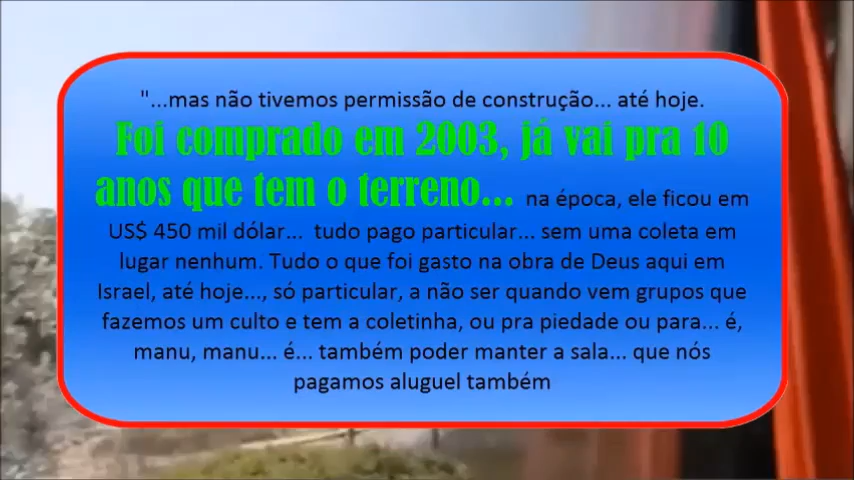 "...mas não tivemos permissão de construção... até hoje.
Foi comprado em 2003, já vai pra 10
anos que tem o terreno... na época, ele ficou em
US$ 450 mil dólar... tudo pago particular... sem uma coleta em
lugar nenhum. Tudo o que foi gasto na obra de Deus aqui em
Israel, até hoje..., só particular, a não ser quando vem grupos que
fazemos um culto e tem a coletinha, ou pra piedade ou para... é,
manu, manu... é... também poder manter a sala... que nós
pagamos aluguel também